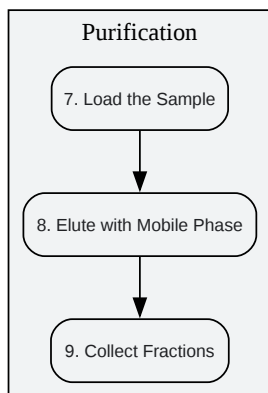 Purification
7. Load the Sample
8. Elute with Mobile Phase
9. Collect Fractions